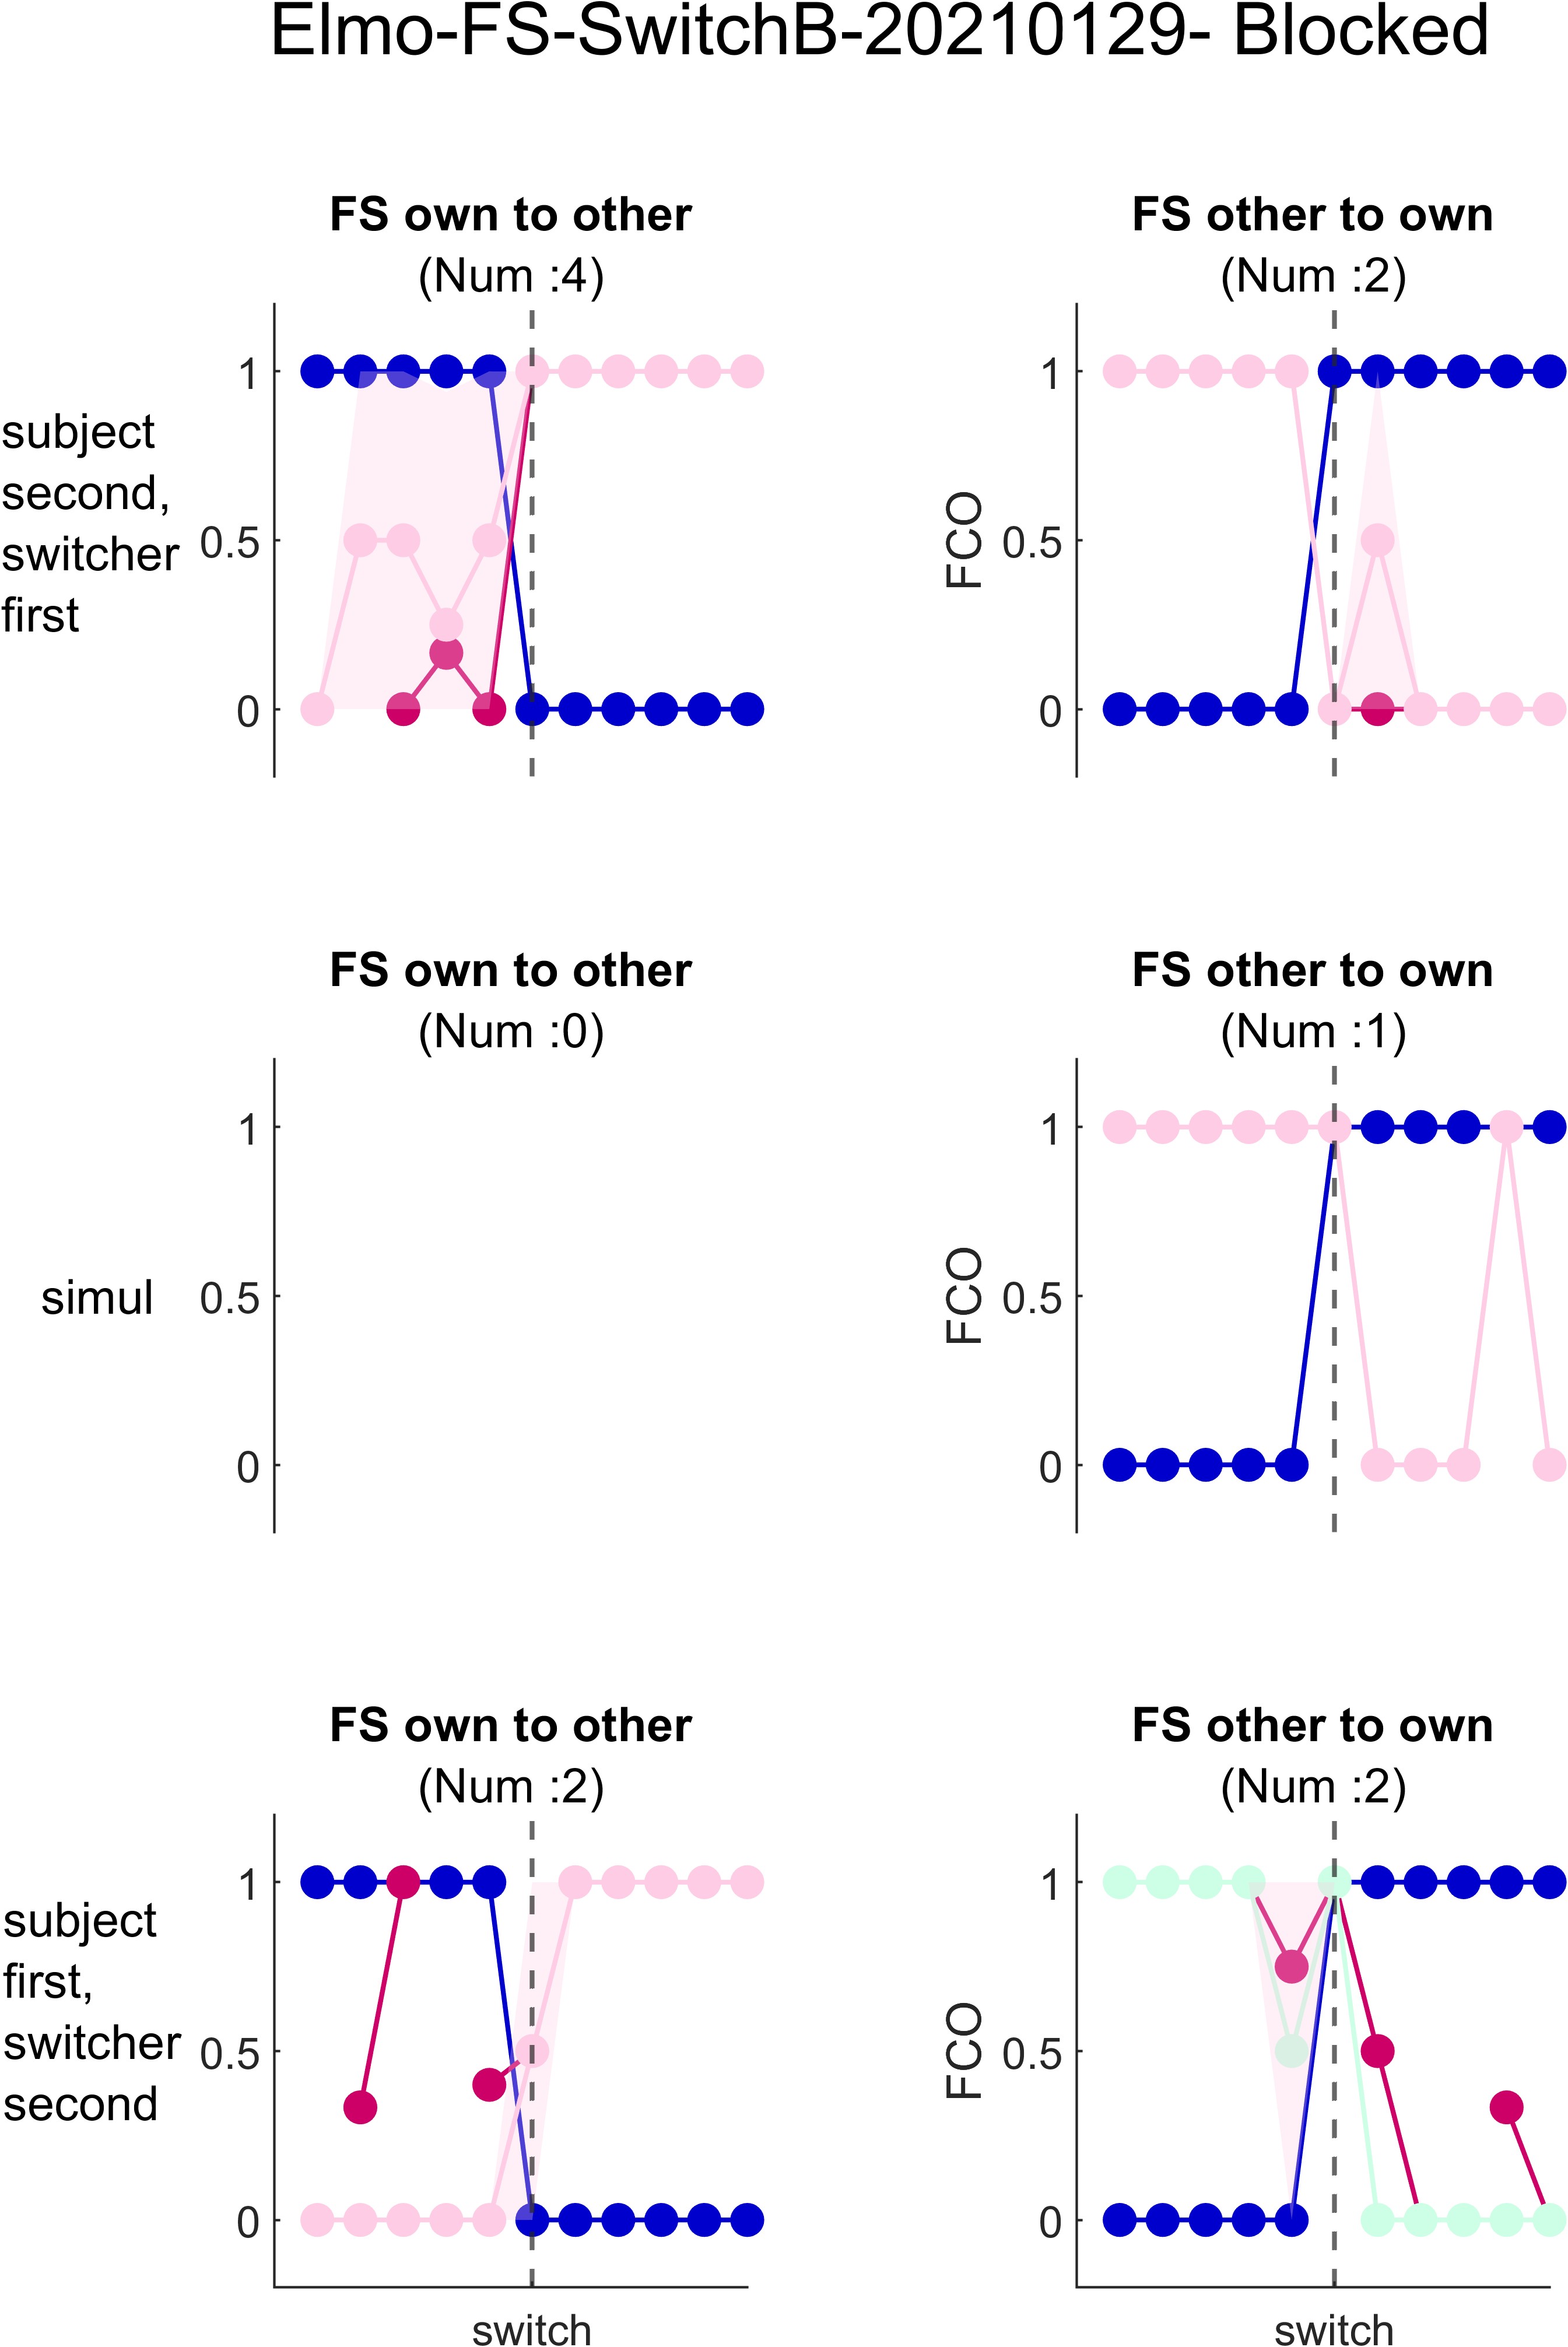 Elmo-FS-SwitchB-20210129- Blocked
FS own to other
(Num :4)
subject
second,
switcher
first
1
0.5
0
FS other to own
(Num :2)
FCO
1
0.5
0
FS own to other
(Num :0)
simul
1
0.5
0
FS other to own
(Num :1)
FCO
1
0.5
0
FS own to other
(Num :2)
subject
first,
switcher
second
1
0.5
0
switch
FS other to own
(Num :2)
FCO
1
0.5
0
switch